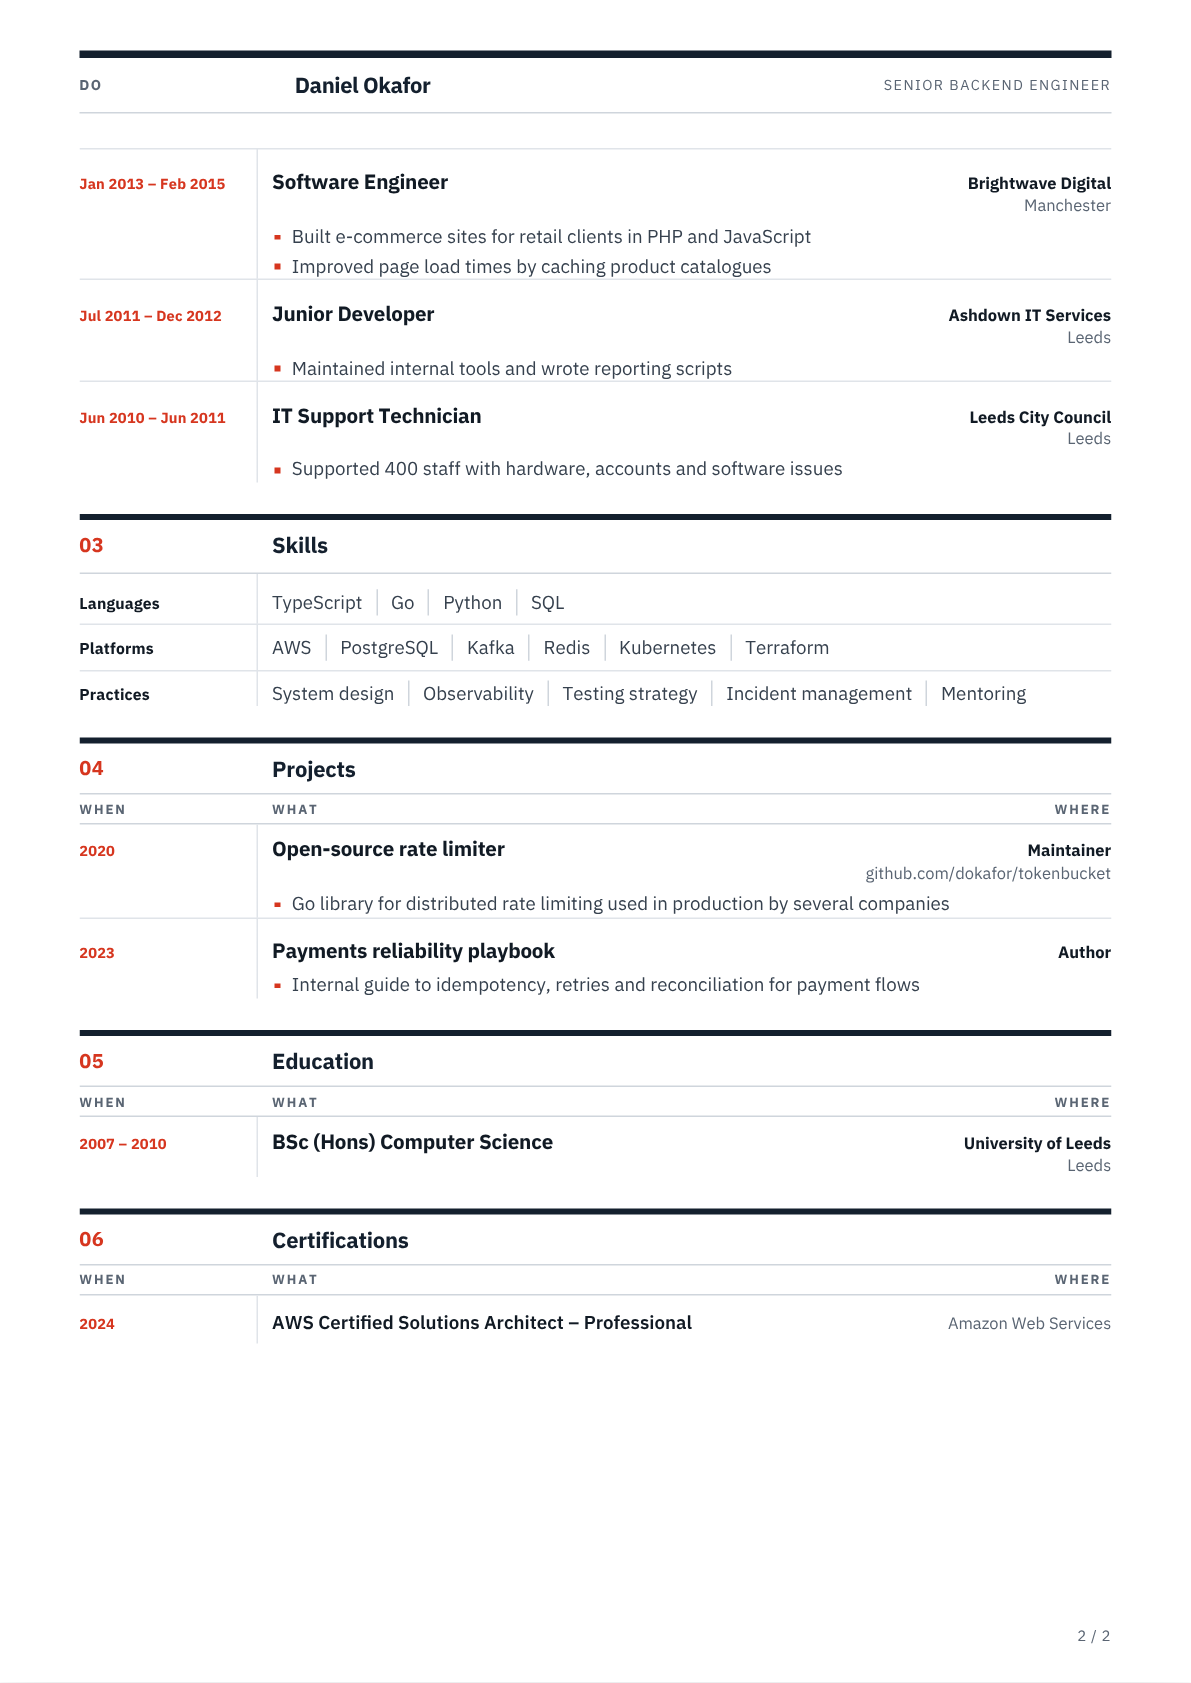 DO Daniel Okafor SENIOR BACKEND ENGINEER
Jan 2013 – Feb 2015 Software Engineer Brightwave Digital
Manchester
Built e-commerce sites for retail clients in PHP and JavaScript
Improved page load times by caching product catalogues
Jul 2011 – Dec 2012 Junior Developer Ashdown IT Services
Leeds
Maintained internal tools and wrote reporting scripts
Jun 2010 – Jun 2011 IT Support Technician Leeds City Council
Leeds
Supported 400 staff with hardware, accounts and software issues
03 Skills
Languages TypeScript Go Python SQL
Platforms AWS PostgreSQL Kafka Redis Kubernetes Terraform
Practices System design Observability Testing strategy Incident management Mentoring
04 Projects
WHEN WHAT WHERE
2020 Open-source rate limiter Maintainer
github.com/dokafor/tokenbucket
Go library for distributed rate limiting used in production by several companies
2023 Payments reliability playbook Author
Internal guide to idempotency, retries and reconciliation for payment flows
05 Education
WHEN WHAT WHERE
2007 – 2010 BSc (Hons) Computer Science University of Leeds
Leeds
06 Certifications
WHEN WHAT WHERE
2024 AWS Certified Solutions Architect – Professional Amazon Web Services
2 / 2